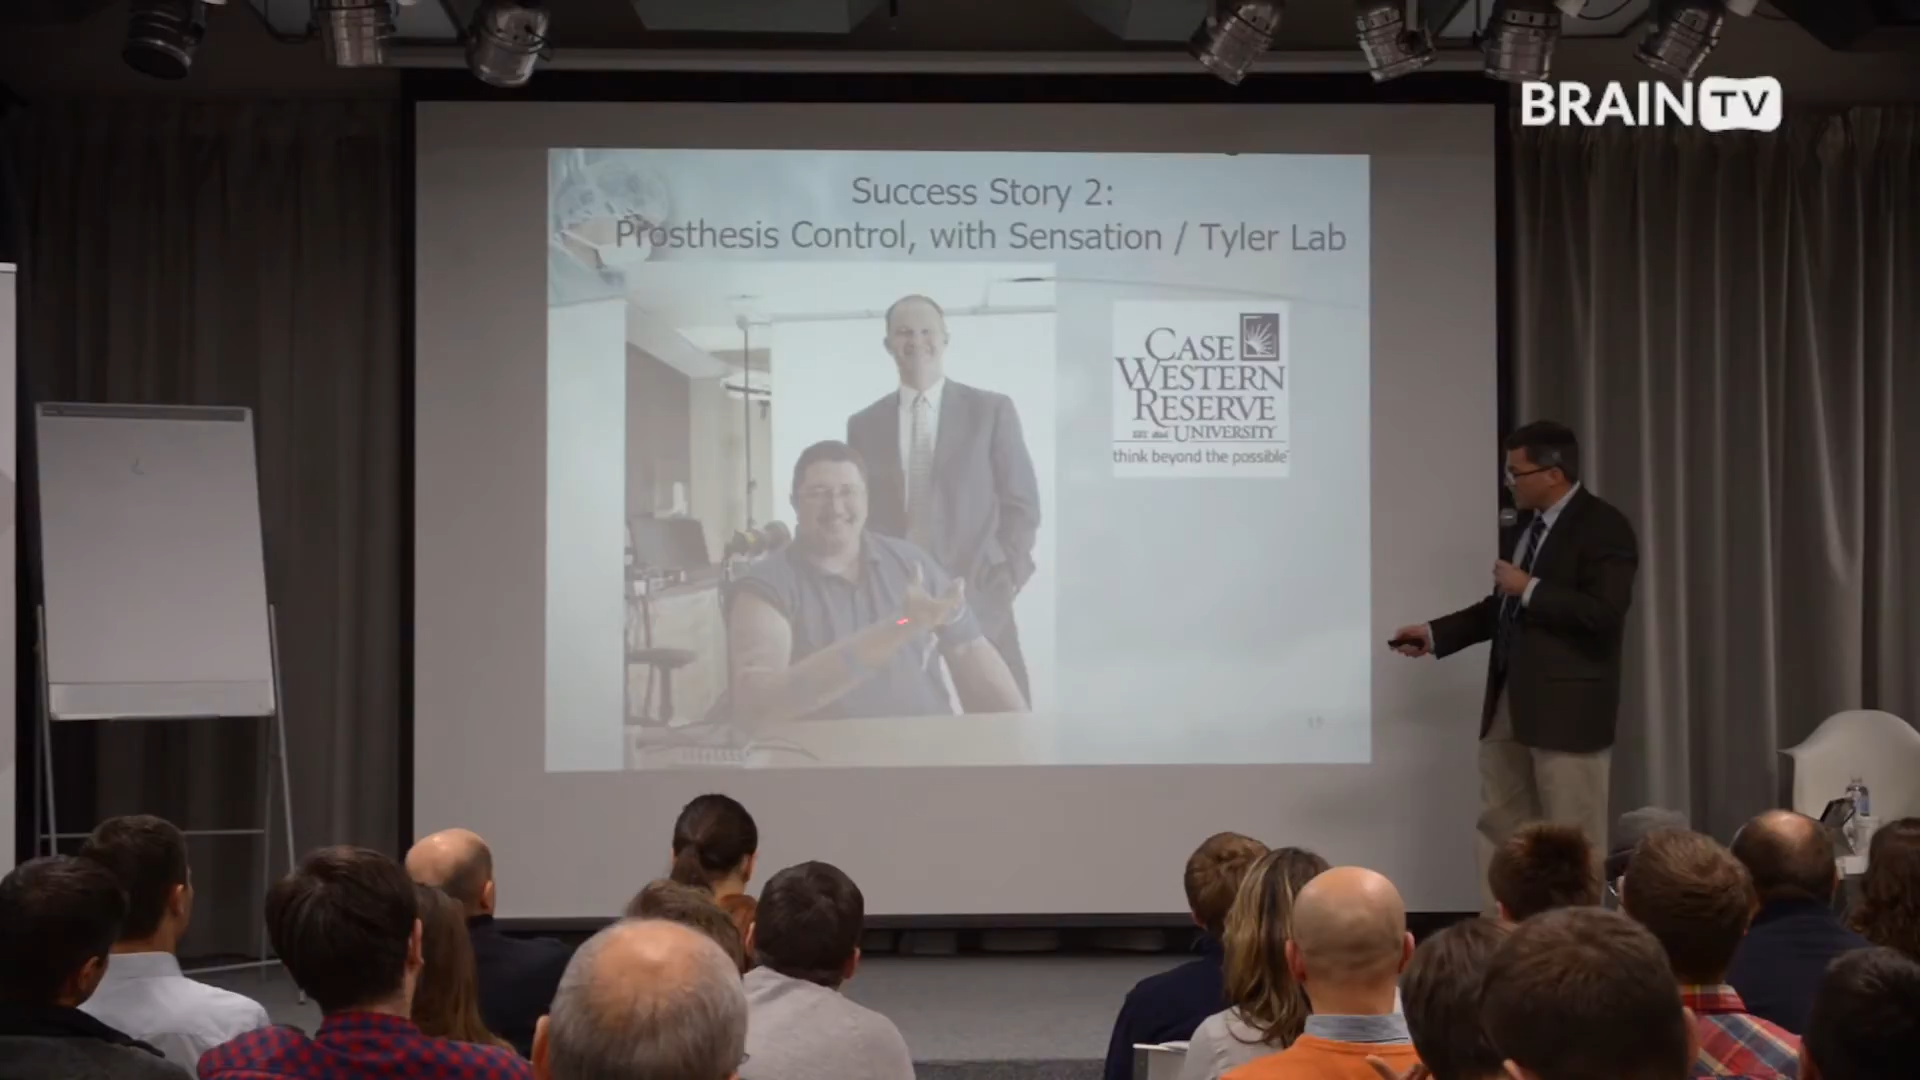 BRAIN TV
Success Story 2:
Prosthesis Control, with Sensation / Tyler Lab
CASE
WESTERN
RESERVE
UNIVERSITY
think beyond the possible
15